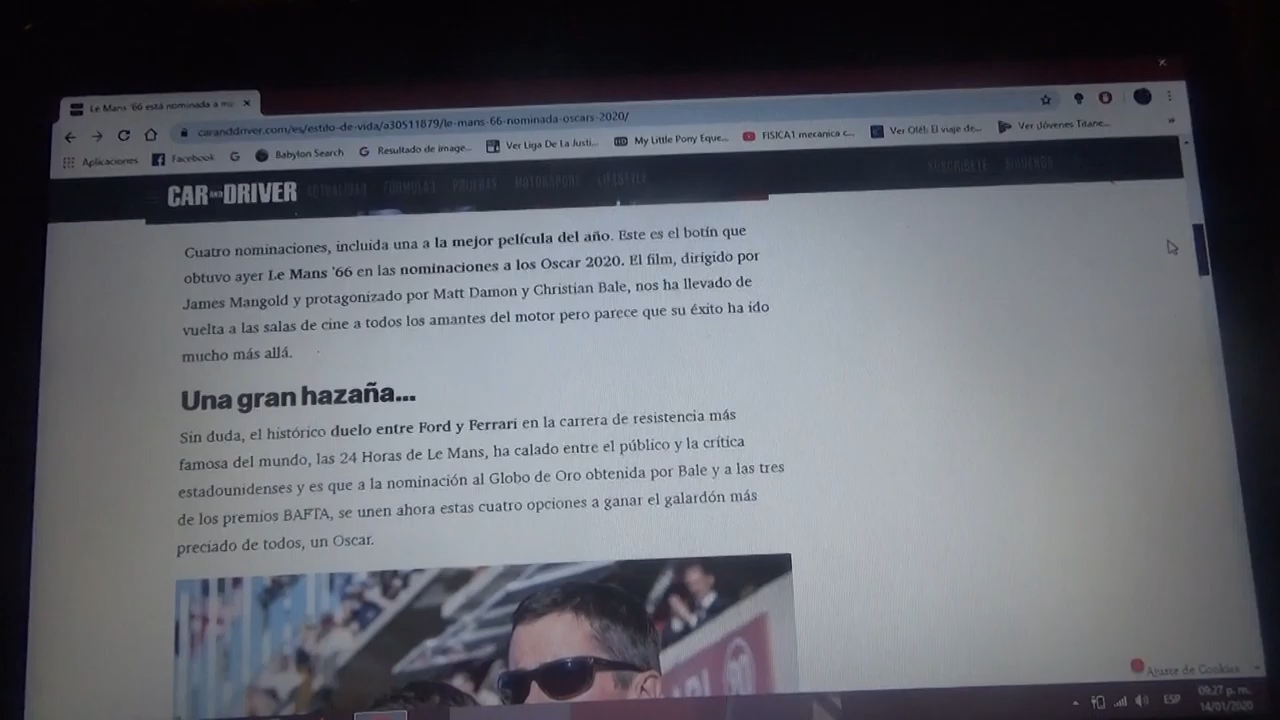 Le Mans '66 está nominada a m
caranddriver.com/es/estilo-de-vida/a30511879/le-mans-66-nominada-oscars-2020/
Aplicaciones Facebook Babylon Search Resultado de image... Ver Liga De La Justi... My Little Pony Eque... FISICA1 mecanica c... Ver Olé!: El viaje de... Ver Jóvenes Titane...
CAR AND DRIVER ACTUALIDAD FORMULA1 PRUEBAS MOTORSPORT LIFESTYLE SUSCRÍBETE SÍGUENOS
Cuatro nominaciones, incluida una a la mejor película del año. Este es el botín que
obtuvo ayer Le Mans '66 en las nominaciones a los Oscar 2020. El film, dirigido por
James Mangold y protagonizado por Matt Damon y Christian Bale, nos ha llevado de
vuelta a las salas de cine a todos los amantes del motor pero parece que su éxito ha ido
mucho más allá.
Una gran hazaña...
Sin duda, el histórico duelo entre Ford y Ferrari en la carrera de resistencia más
famosa del mundo, las 24 Horas de Le Mans, ha calado entre el público y la crítica
estadounidenses y es que a la nominación al Globo de Oro obtenida por Bale y a las tres
de los premios BAFTA, se unen ahora estas cuatro opciones a ganar el galardón más
preciado de todos, un Oscar.
Ajuste de Cookies
ESP
09:27 p. m.
14/01/2020